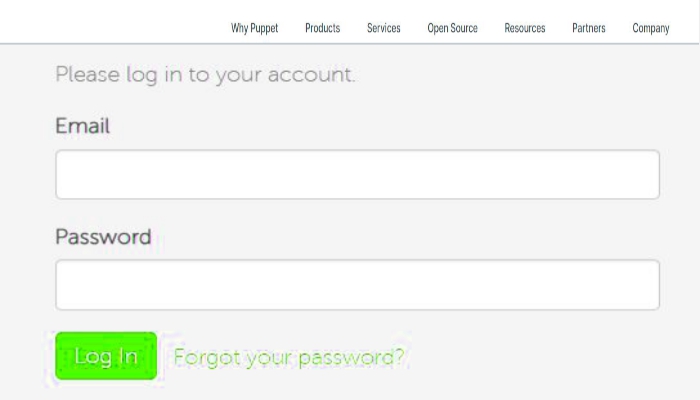 Why Puppet Products Services Open Source Resources Partners Company
Please log in to your account.
Email
Password
Log In Forgot your password?